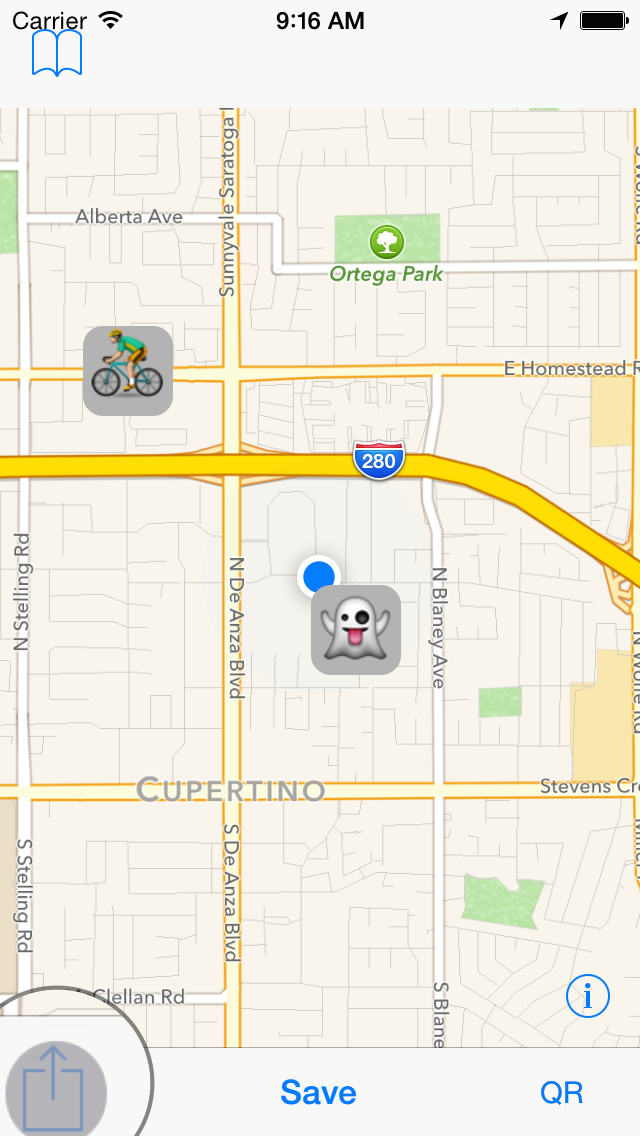 Carrier
9:16 AM
Sunnyvale Saratoga
Alberta Ave
Ortega Park
E Homestead R
280
N Stelling Rd
N De Anza Blvd
N Blaney Ave
N Wolfe Rd
CUPERTINO
Stevens Cr
S Stelling Rd
S De Anza Blvd
Clellan Rd
S Blane
i
Save
QR